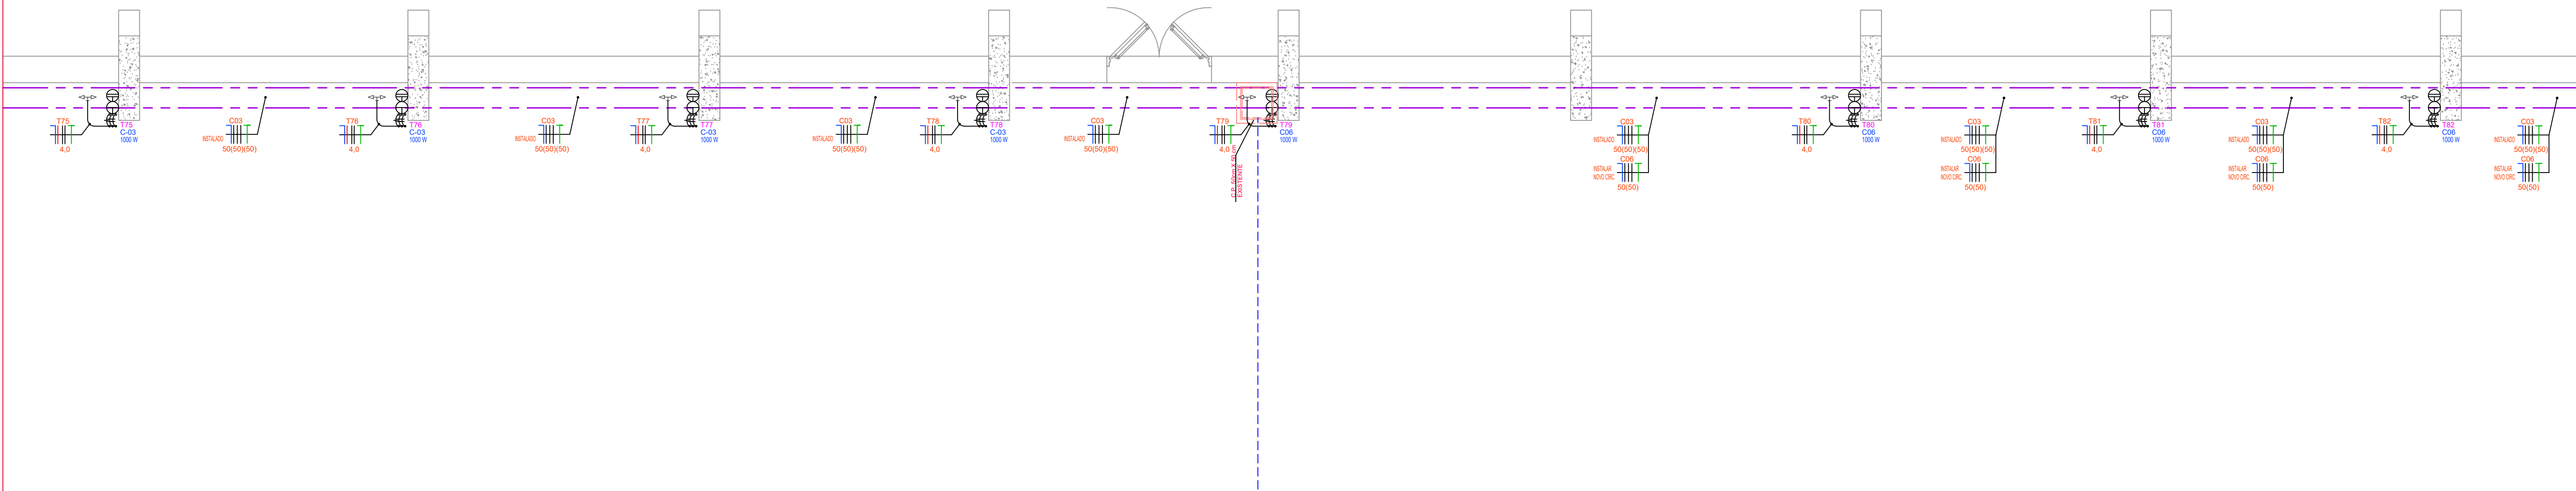 T75
4,0
T75
C-03
1000 W
C03
INSTALADO
50(50)(50)
T76
4,0
T76
C-03
1000 W
C03
INSTALADO
50(50)(50)
T77
4,0
T77
C-03
1000 W
C03
INSTALADO
50(50)(50)
T78
4,0
T78
C-03
1000 W
C03
INSTALADO
50(50)(50)
T79
4,0
C.P. 50cm X 50 cm
EXISTENTE
T79
C06
1000 W
C03
INSTALADO
50(50)(50)
C06
INSTALAR
NOVO CIRC.
50(50)
T80
4,0
T80
C06
1000 W
C03
INSTALADO
50(50)(50)
C06
INSTALAR
NOVO CIRC.
50(50)
T81
4,0
T81
C06
1000 W
C03
INSTALADO
50(50)(50)
C06
INSTALAR
NOVO CIRC.
50(50)
T82
4,0
T82
C06
1000 W
C03
INSTALADO
50(50)(50)
C06
INSTALAR
NOVO CIRC.
50(50)